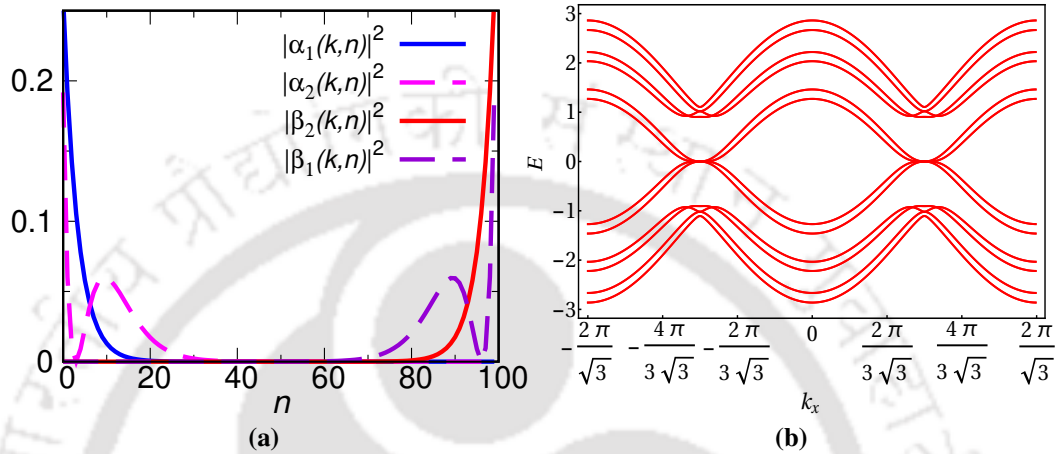 |α₁(k,n)|²
|α₂(k,n)|²
|β₂(k,n)|²
|β₁(k,n)|²
0.2
0.1
0
0 20 40 60 80 100
n
(a)
3
2
1
0
-1
-2
-3
E
-2π/√3 -4π/3√3 -2π/3√3 0 2π/3√3 4π/3√3 2π/√3
kₓ
(b)